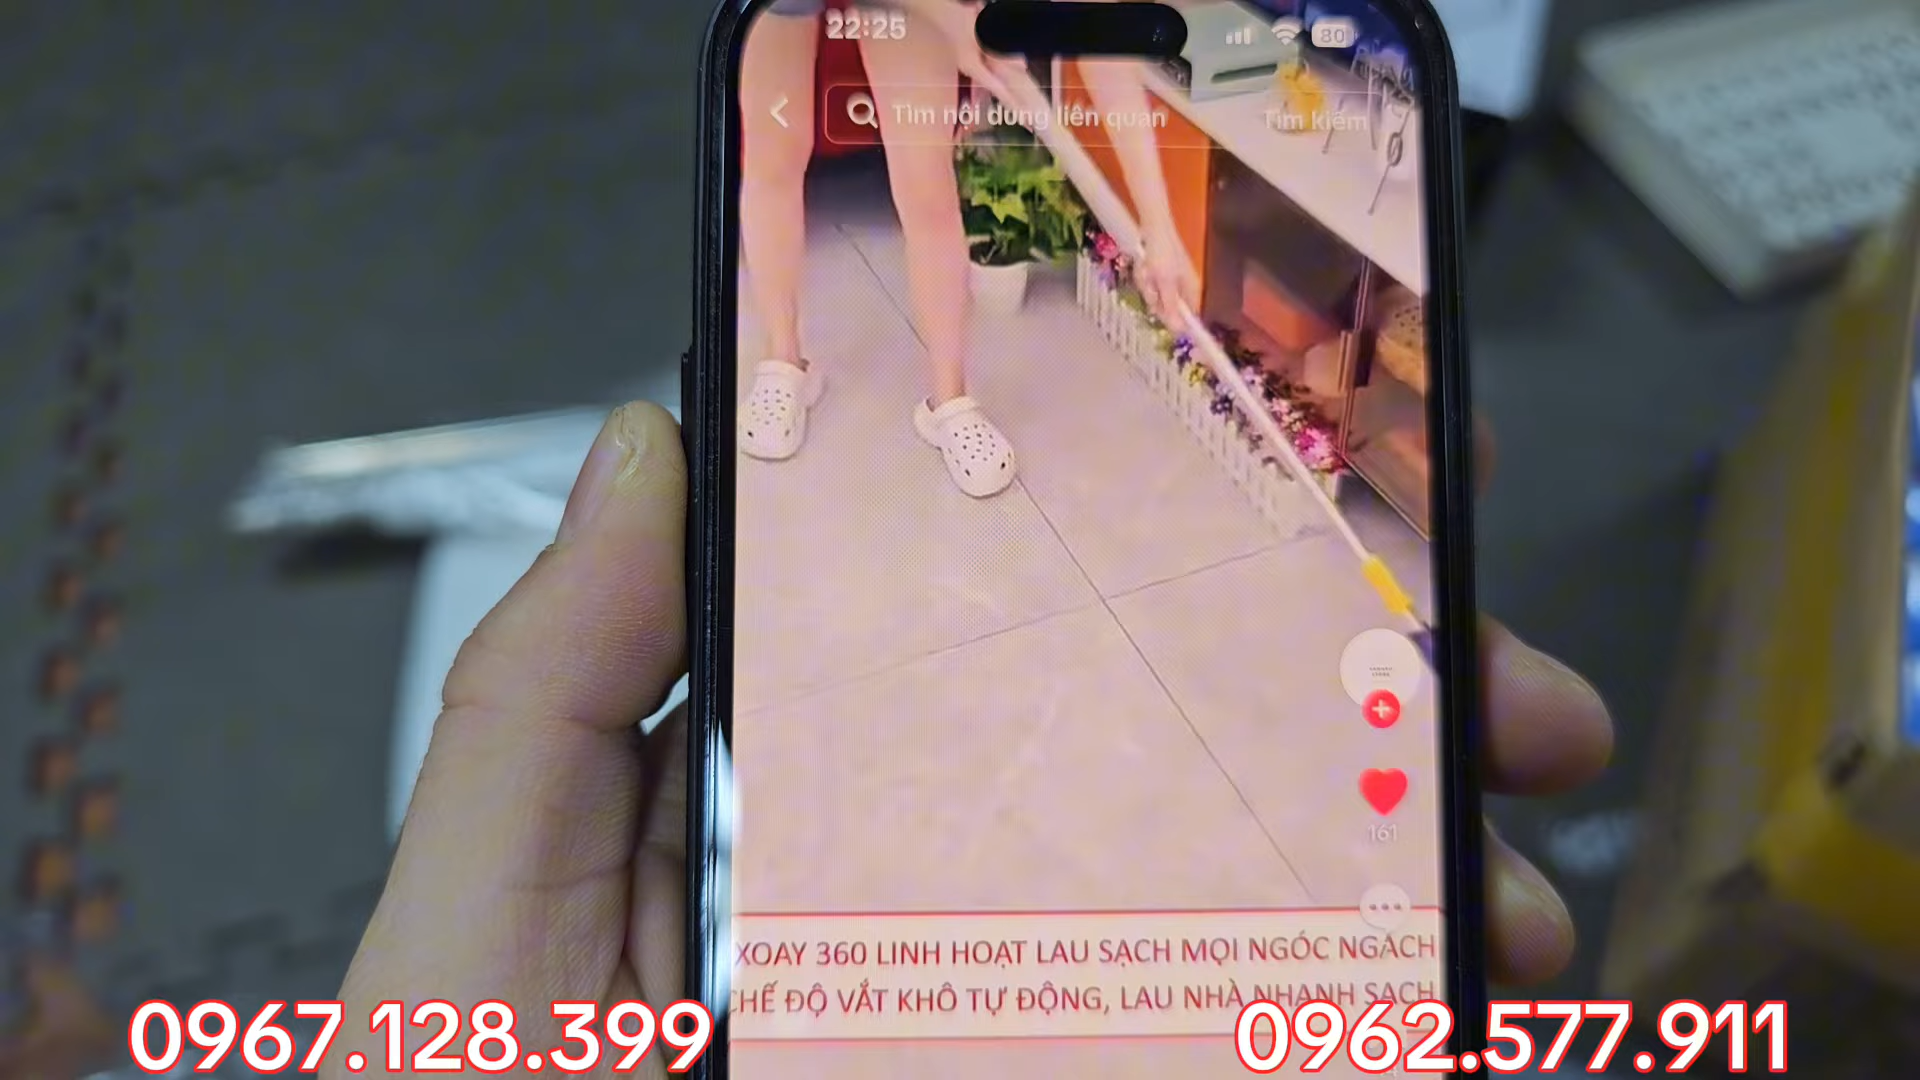 22:25
80
Tìm nội dung liên quan
Tìm kiếm
161
XOAY 360 LINH HOẠT LAU SẠCH MỌI NGÓC NGÁCH
CHẾ ĐỘ VẮT KHÔ TỰ ĐỘNG, LAU NHÀ NHANH SẠCH
0967.128.399
0962.577.911